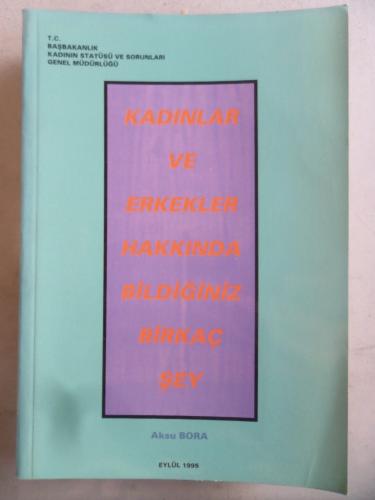 T.C.
BAŞBAKANLIK
KADININ STATÜSÜ VE SORUNLARI
GENEL MÜDÜRLÜĞÜ
KADINLAR
VE
ERKEKLER
HAKKINDA
BİLDİĞİNİZ
BİRKAÇ
ŞEY
Aksu BORA
EYLÜL 1995